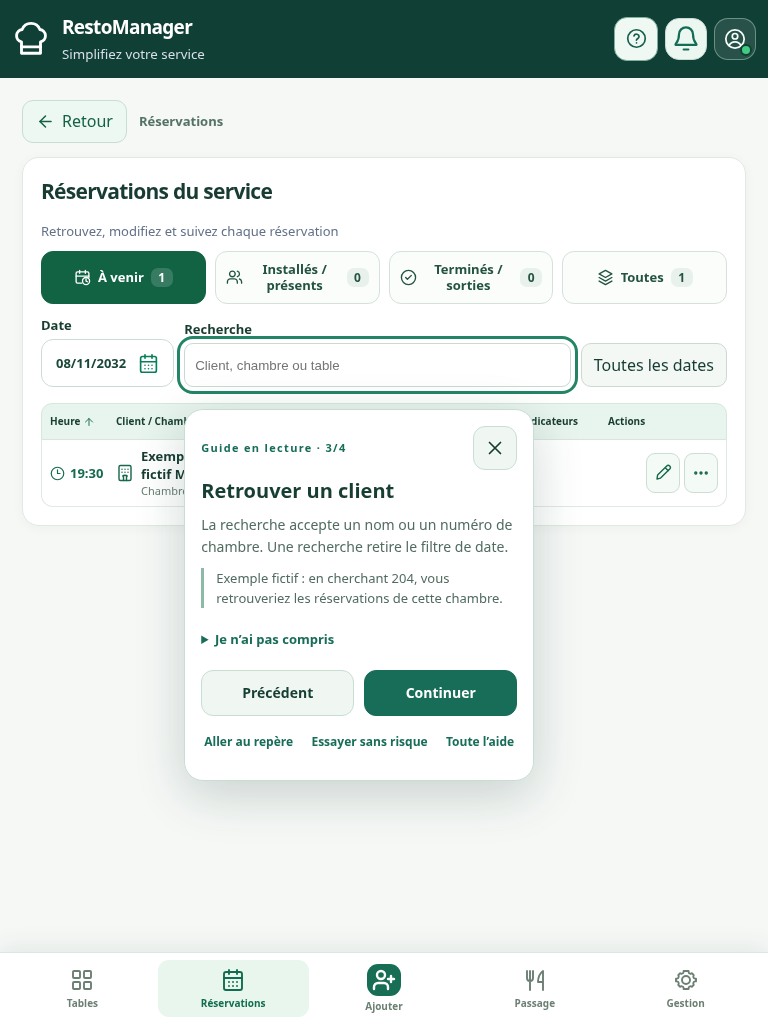 RestoManager
Simplifiez votre service
Retour
Réservations
Réservations du service
Retrouvez, modifiez et suivez chaque réservation
À venir 1
Installés / présents 0
Terminés / sorties 0
Toutes 1
Date
08/11/2032
Recherche
Client, chambre ou table
Toutes les dates
Heure
Client /
Actions
19:30
fictif
Guide en lecture · 3/4
Retrouver un client
La recherche accepte un nom ou un numéro de
chambre. Une recherche retire le filtre de date.
Exemple fictif : en cherchant 204, vous
retrouveriez les réservations de cette chambre.
Je n’ai pas compris
Précédent
Continuer
Aller au repère
Essayer sans risque
Toute l’aide
Tables
Réservations
Ajouter
Passage
Gestion